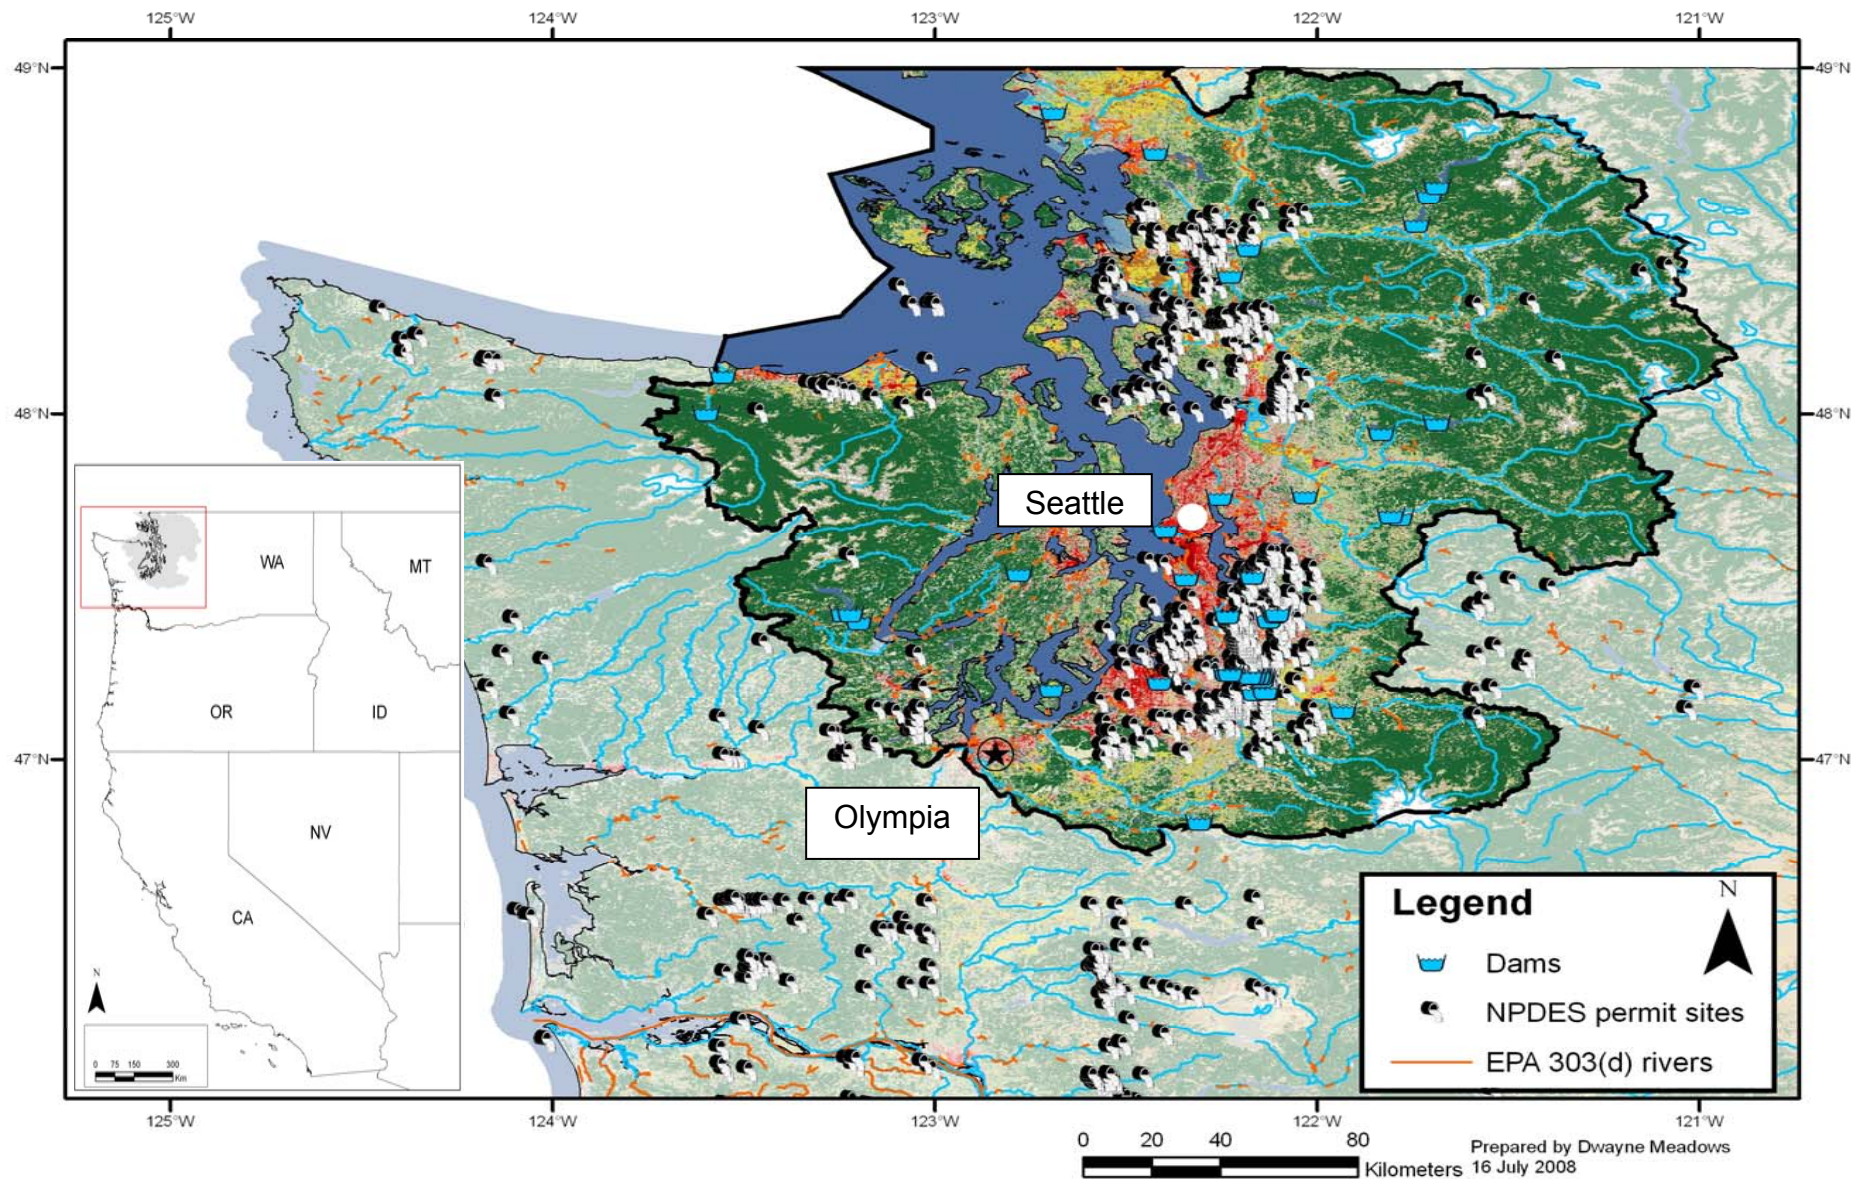 125°W 124°W 123°W 122°W 121°W
49°N 49°N
48°N 48°N
Seattle
WA MT
OR ID
47°N 47°N
Olympia
NV
CA
N
0 75 150 300
Km
Legend
N
Dams
NPDES permit sites
EPA 303(d) rivers
125°W 124°W 123°W 122°W 121°W
0 20 40 80
Kilometers
Prepared by Dwayne Meadows
16 July 2008